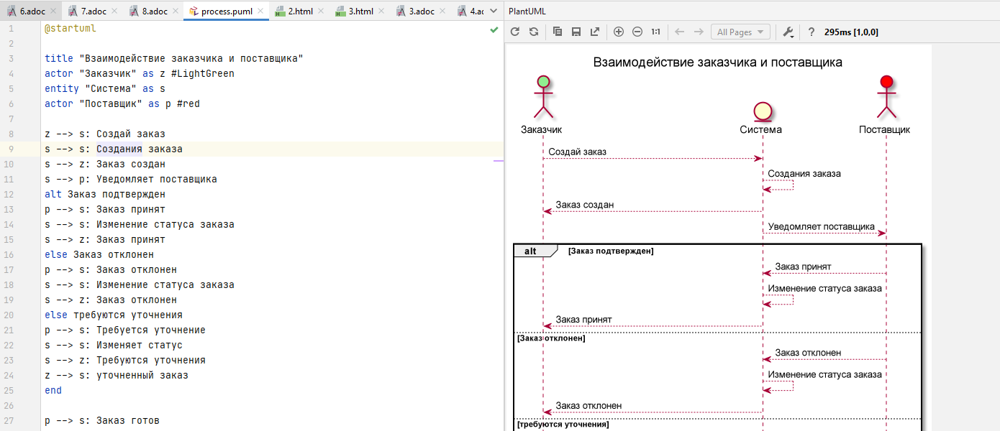 6.adoc 7.adoc 8.adoc process.puml 2.html 3.html 3.adoc 4.ac
PlantUML
1 @startuml
2
3 title "Взаимодействие заказчика и поставщика"
4 actor "Заказчик" as z #LightGreen
5 entity "Система" as s
6 actor "Поставщик" as p #red
7
8 z --> s: Создай заказ
9 s --> s: Создания заказа
10 s --> z: Заказ создан
11 s --> p: Уведомляет поставщика
12 alt Заказ подтвержден
13 p --> s: Заказ принят
14 s --> s: Изменение статуса заказа
15 s --> z: Заказ принят
16 else Заказ отклонен
17 p --> s: Заказ отклонен
18 s --> s: Изменение статуса заказа
19 s --> z: Заказ отклонен
20 else требуются уточнения
21 p --> s: Требуется уточнение
22 s --> s: Изменяет статус
23 s --> z: Требуются уточнения
24 z --> s: уточненный заказ
25 end
26
27 p --> s: Заказ готов
1:1 All Pages ? 295ms [1,0,0]
Взаимодействие заказчика и поставщика
Заказчик Система Поставщик
Создай заказ
Создания заказа
Заказ создан
Уведомляет поставщика
alt [Заказ подтвержден]
Заказ принят
Изменение статуса заказа
Заказ принят
[Заказ отклонен]
Заказ отклонен
Изменение статуса заказа
Заказ отклонен
[требуются уточнения]